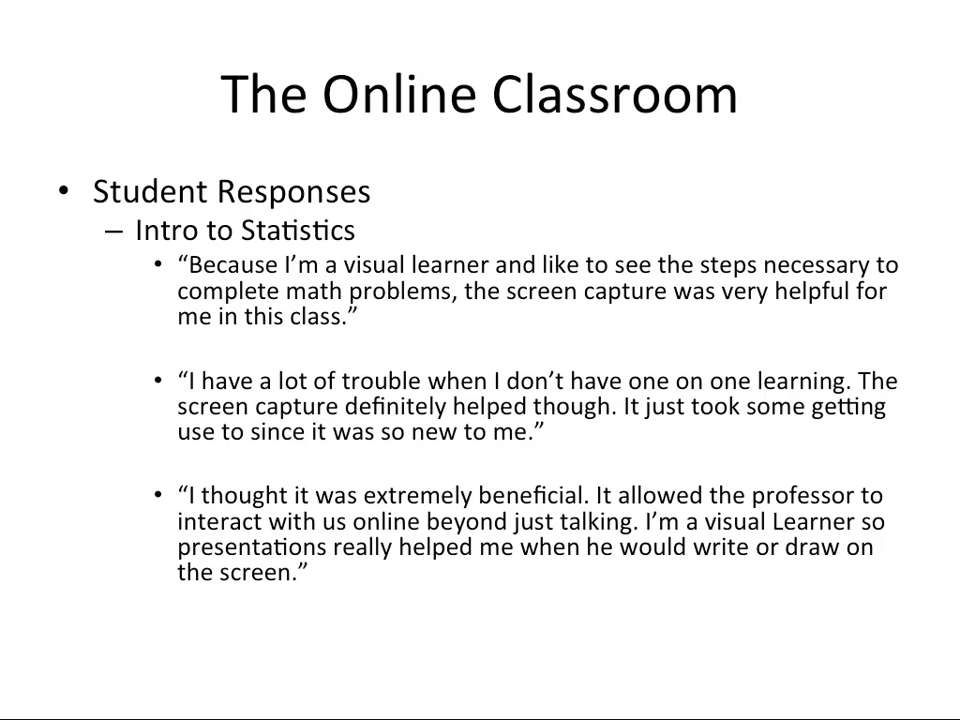 The Online Classroom
• Student Responses
– Intro to Statistics
• “Because I’m a visual learner and like to see the steps necessary to
complete math problems, the screen capture was very helpful for
me in this class.”
• “I have a lot of trouble when I don’t have one on one learning. The
screen capture definitely helped though. It just took some getting
use to since it was so new to me.”
• “I thought it was extremely beneficial. It allowed the professor to
interact with us online beyond just talking. I’m a visual Learner so
presentations really helped me when he would write or draw on
the screen.”